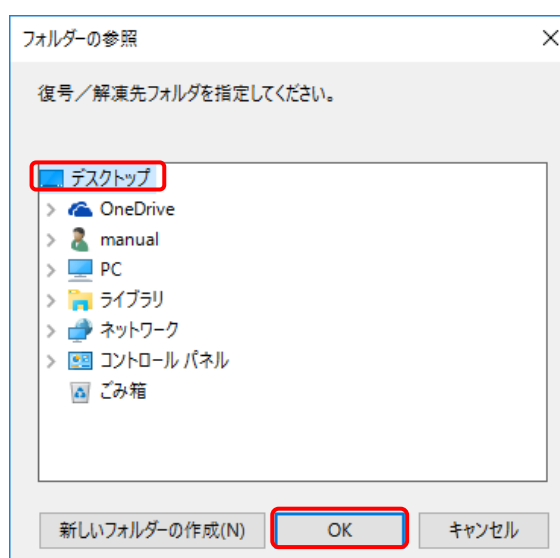 フォルダーの参照
復号／解凍先フォルダを指定してください。
デスクトップ
OneDrive
manual
PC
ライブラリ
ネットワーク
コントロール パネル
ごみ箱
新しいフォルダーの作成(N) OK キャンセル